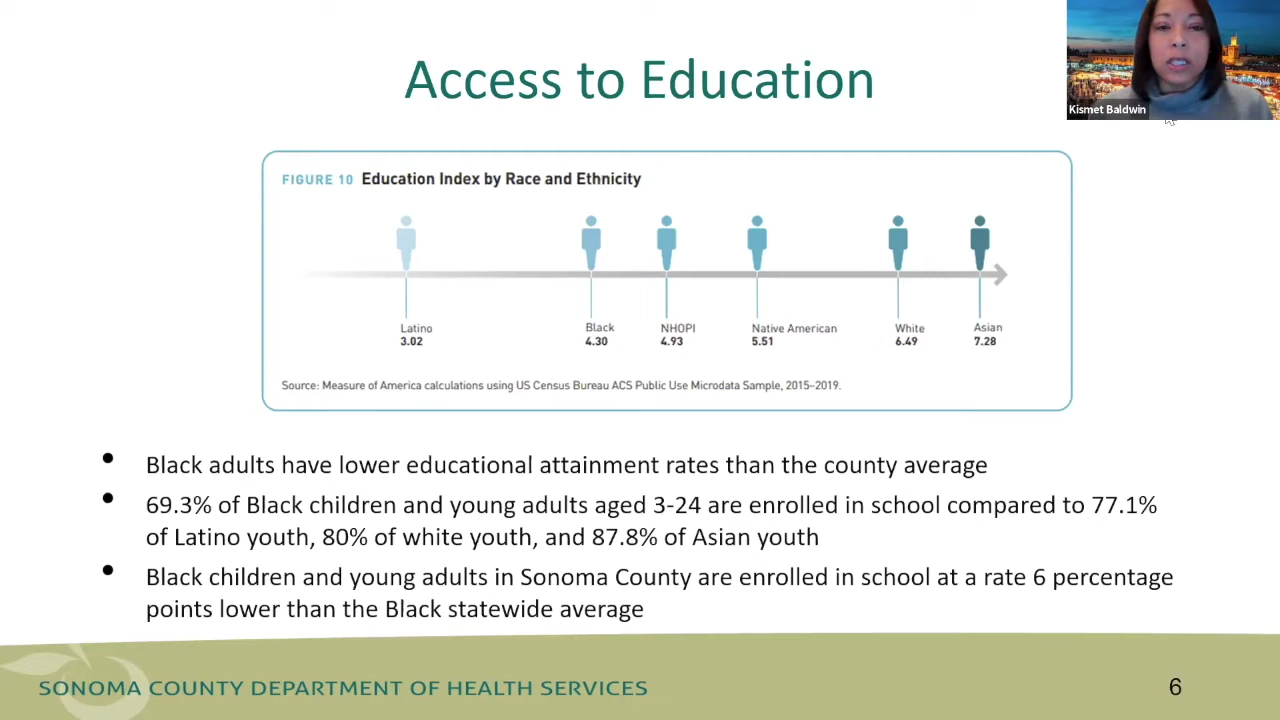 Access to Education
Kismet Baldwin
FIGURE 10 Education Index by Race and Ethnicity
Latino Black NHOPI Native American White Asian
3.02 4.30 4.93 5.51 6.49 7.28
Source: Measure of America calculations using US Census Bureau ACS Public Use Microdata Sample, 2015–2019.
• Black adults have lower educational attainment rates than the county average
• 69.3% of Black children and young adults aged 3-24 are enrolled in school compared to 77.1%
of Latino youth, 80% of white youth, and 87.8% of Asian youth
• Black children and young adults in Sonoma County are enrolled in school at a rate 6 percentage
points lower than the Black statewide average
SONOMA COUNTY DEPARTMENT OF HEALTH SERVICES
6